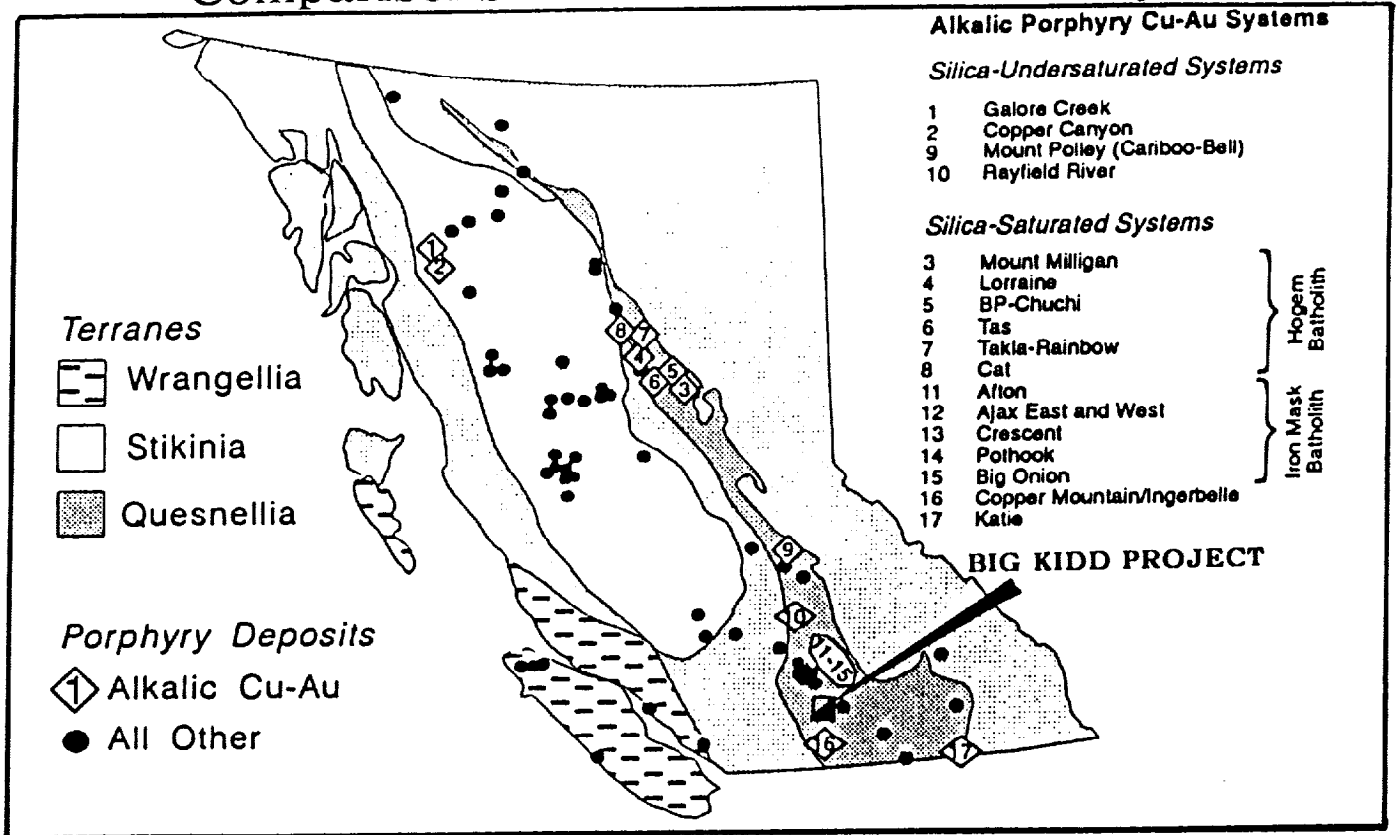 Alkalic Porphyry Cu-Au Systems
Silica-Undersaturated Systems
1 Galore Creek
2 Copper Canyon
9 Mount Polley (Cariboo-Bell)
10 Rayfield River
Silica-Saturated Systems
3 Mount Milligan
4 Lorraine
5 BP-Chuchi
6 Tas
7 Takla-Rainbow
8 Cat
Hogem
Batholith
11 Afton
12 Ajax East and West
13 Crescent
14 Pothook
15 Big Onion
Iron Mask
Batholith
16 Copper Mountain/Ingerbelle
17 Katie
BIG KIDD PROJECT
Terranes
Wrangellia
Stikinia
Quesnellia
Porphyry Deposits
1 Alkalic Cu-Au
All Other
1
2
8
7
4
5
6
3
9
10
11-15
16
17